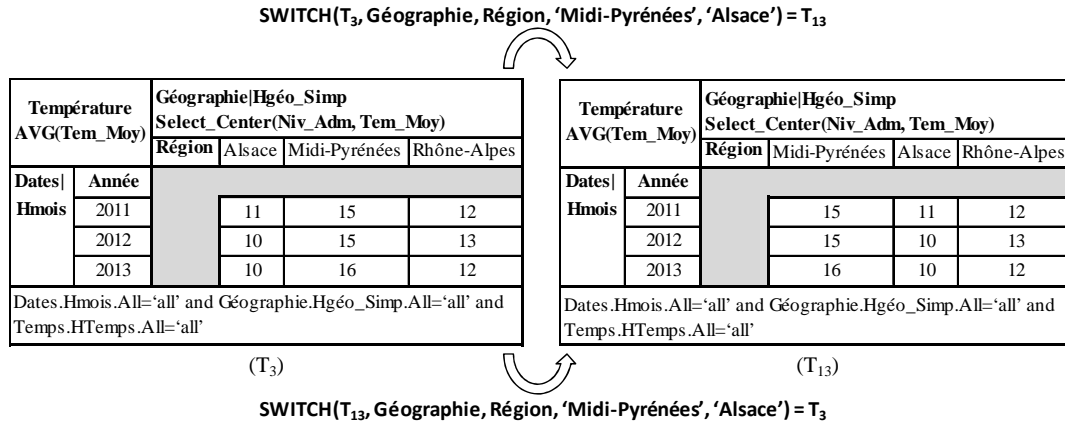 SWITCH(T3, Géographie, Région, ‘Midi-Pyrénées’, ‘Alsace’) = T13
Température
AVG(Tem_Moy)
Géographie|Hgéo_Simp
Select_Center(Niv_Adm, Tem_Moy)
Région Alsace Midi-Pyrénées Rhône-Alpes
Dates| Année
Hmois 2011 11 15 12
2012 10 15 13
2013 10 16 12
Dates.Hmois.All=‘all’ and Géographie.Hgéo_Simp.All=‘all’ and
Temps.HTemps.All=‘all’
(T3)
Température
AVG(Tem_Moy)
Géographie|Hgéo_Simp
Select_Center(Niv_Adm, Tem_Moy)
Région Midi-Pyrénées Alsace Rhône-Alpes
Dates| Année
Hmois 2011 15 11 12
2012 15 10 13
2013 16 10 12
Dates.Hmois.All=‘all’ and Géographie.Hgéo_Simp.All=‘all’ and
Temps.HTemps.All=‘all’
(T13)
SWITCH(T13, Géographie, Région, ‘Midi-Pyrénées’, ‘Alsace’) = T3